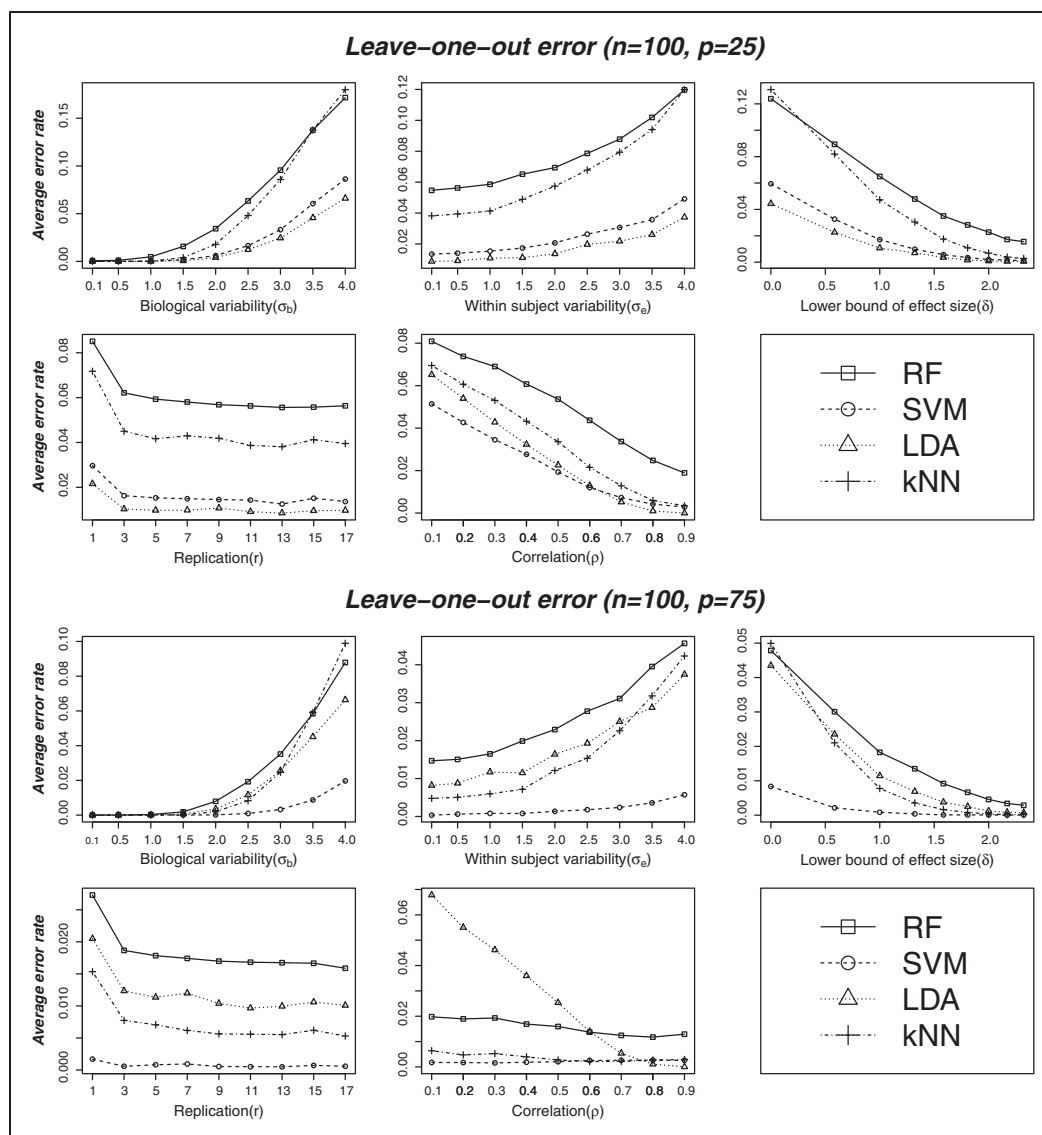 Leave−one−out error (n=100, p=25)
Average error rate
0.00 0.05 0.10 0.15
0.1 0.5 1.0 1.5 2.0 2.5 3.0 3.5 4.0
Biological variability(σb)
0.02 0.04 0.06 0.08 0.10 0.12
0.1 0.5 1.0 1.5 2.0 2.5 3.0 3.5 4.0
Within subject variability(σe)
0.00 0.04 0.08 0.12
0.0 0.5 1.0 1.5 2.0
Lower bound of effect size(δ)
Average error rate
0.02 0.04 0.06 0.08
1 3 5 7 9 11 13 15 17
Replication(r)
0.00 0.02 0.04 0.06 0.08
0.1 0.2 0.3 0.4 0.5 0.6 0.7 0.8 0.9
Correlation(ρ)
RF
SVM
LDA
kNN
Leave−one−out error (n=100, p=75)
Average error rate
0.00 0.02 0.04 0.06 0.08 0.10
0.1 0.5 1.0 1.5 2.0 2.5 3.0 3.5 4.0
Biological variability(σb)
0.00 0.01 0.02 0.03 0.04
0.1 0.5 1.0 1.5 2.0 2.5 3.0 3.5 4.0
Within subject variability(σe)
0.00 0.01 0.02 0.03 0.04 0.05
0.0 0.5 1.0 1.5 2.0
Lower bound of effect size(δ)
Average error rate
0.000 0.010 0.020
1 3 5 7 9 11 13 15 17
Replication(r)
0.00 0.02 0.04 0.06
0.1 0.2 0.3 0.4 0.5 0.6 0.7 0.8 0.9
Correlation(ρ)
RF
SVM
LDA
kNN